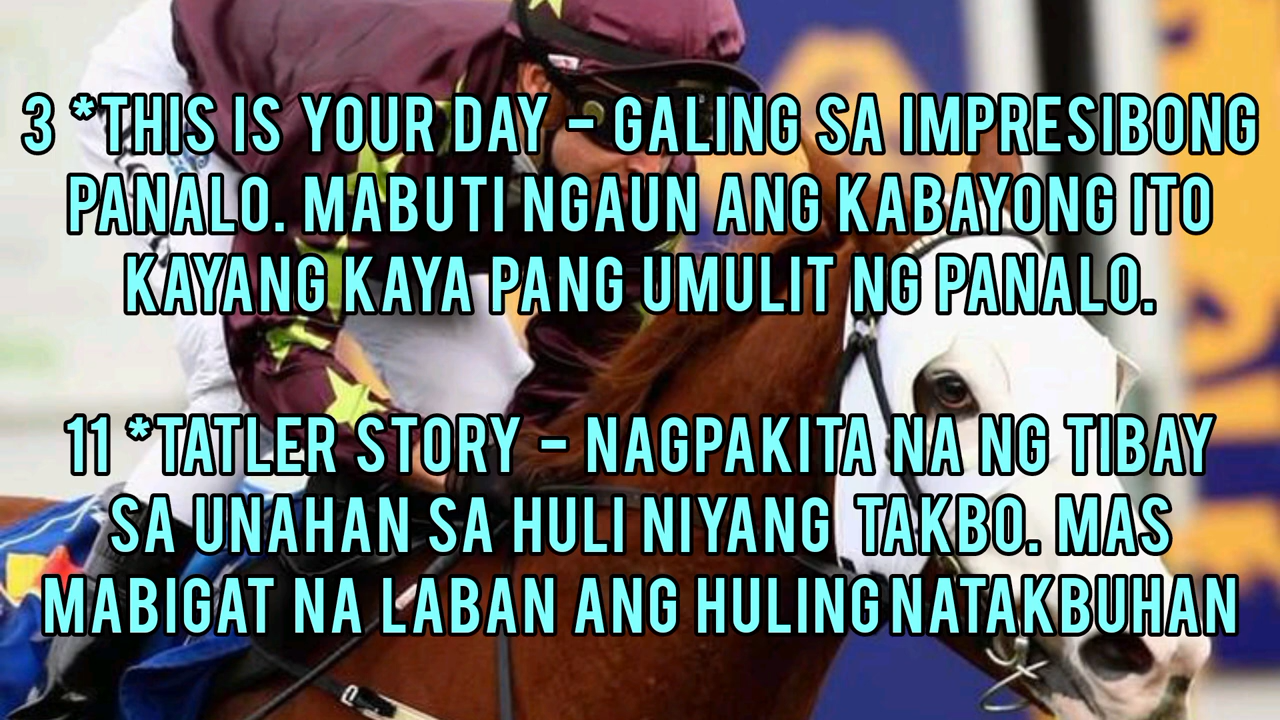 3 *THIS IS YOUR DAY - GALING SA IMPRESIBONG
PANALO. MABUTI NGAUN ANG KABAYONG ITO
KAYANG KAYA PANG UMULIT NG PANALO.
11 *TATLER STORY - NAGPAKITA NA NG TIBAY
SA UNAHAN SA HULI NIYANG TAKBO. MAS
MABIGAT NA LABAN ANG HULING NATAKBUHAN